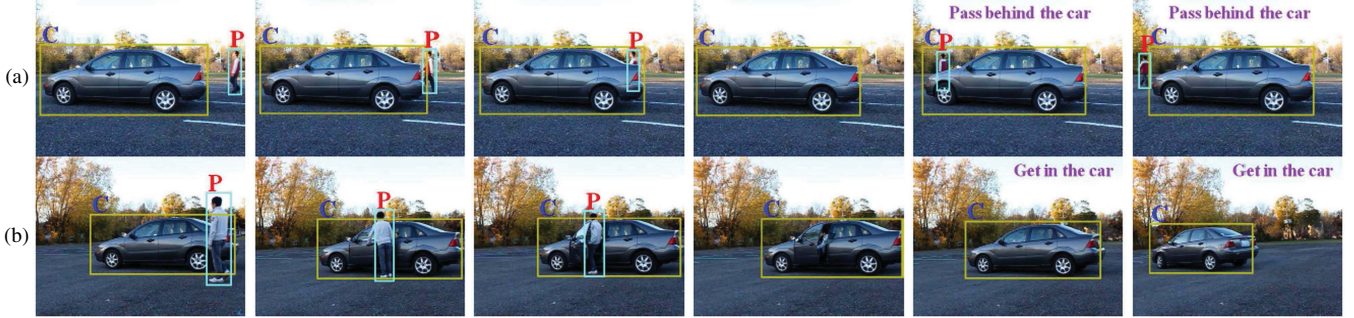 Pass behind the car Pass behind the car
C P C P C P C C P P C
(a)
Get in the car Get in the car
P P P
C C C C C C
(b)